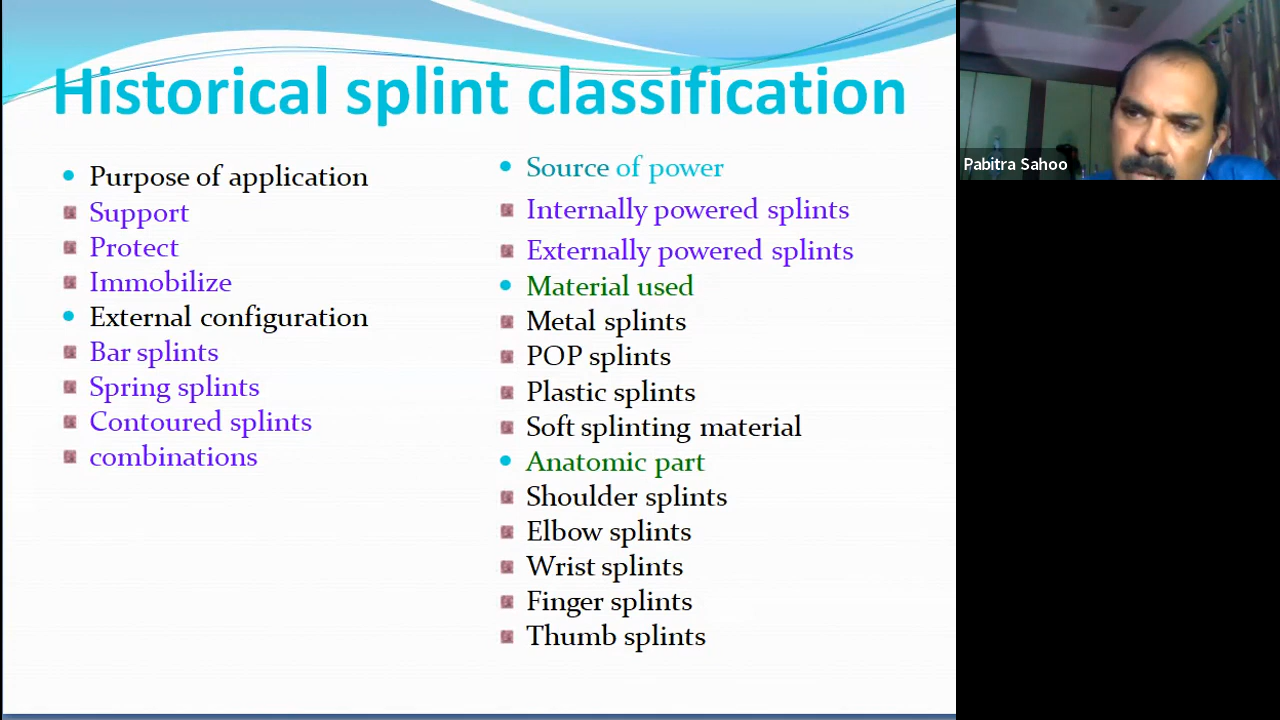 Historical splint classification
Purpose of application
Support
Protect
Immobilize
External configuration
Bar splints
Spring splints
Contoured splints
combinations
Source of power
Internally powered splints
Externally powered splints
Material used
Metal splints
POP splints
Plastic splints
Soft splinting material
Anatomic part
Shoulder splints
Elbow splints
Wrist splints
Finger splints
Thumb splints
Pabitra Sahoo